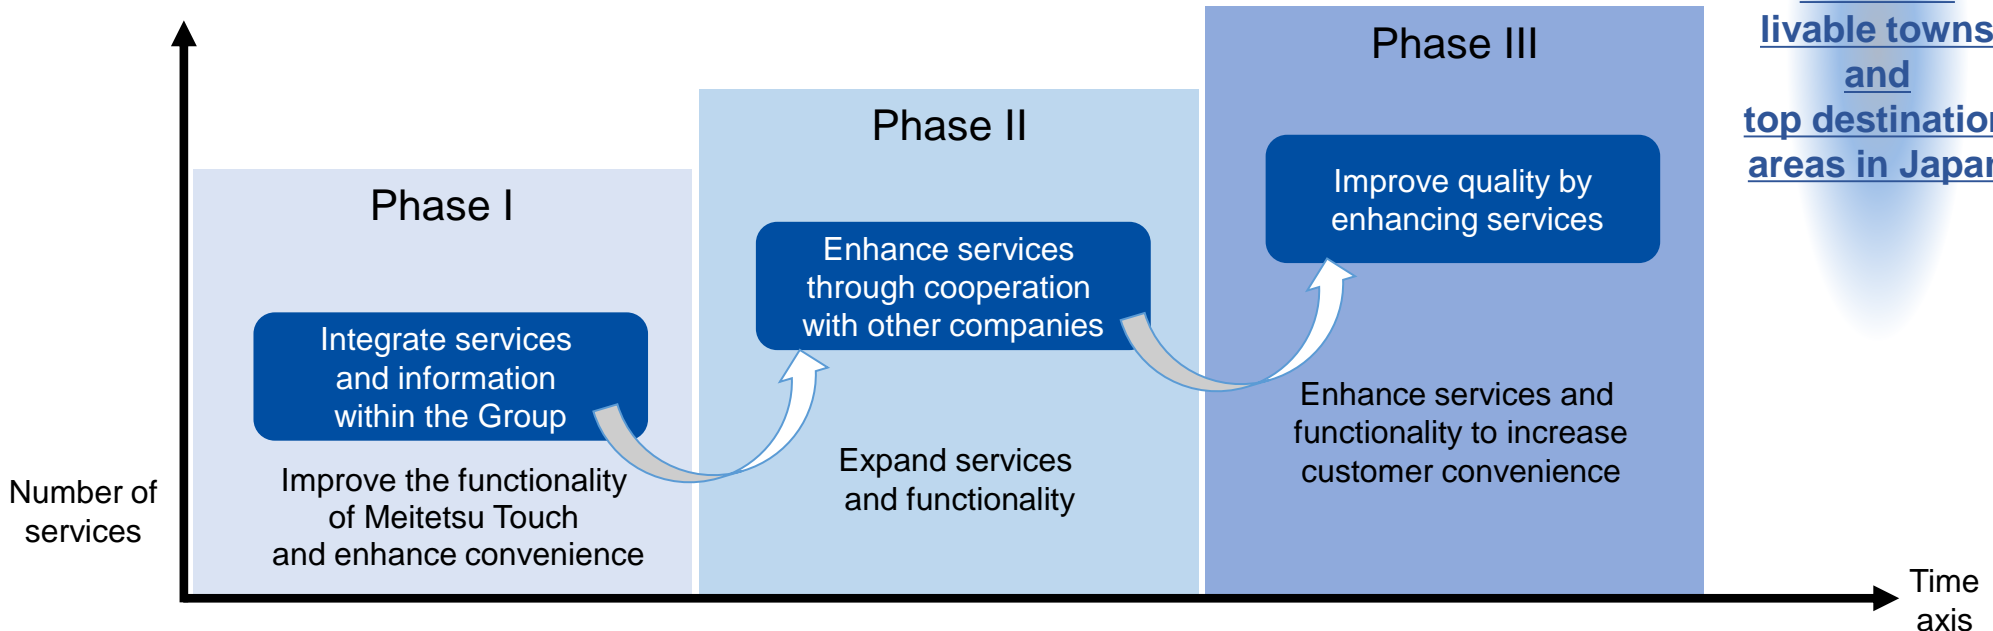 Phase I
Integrate services
and information
within the Group
Improve the functionality
of Meitetsu Touch
and enhance convenience
Phase II
Enhance services
through cooperation
with other companies
Expand services
and functionality
Phase III
Improve quality by
enhancing services
Enhance services and
functionality to increase
customer convenience
livable towns
and
top destination
areas in Japan
Number of
services
Time
axis